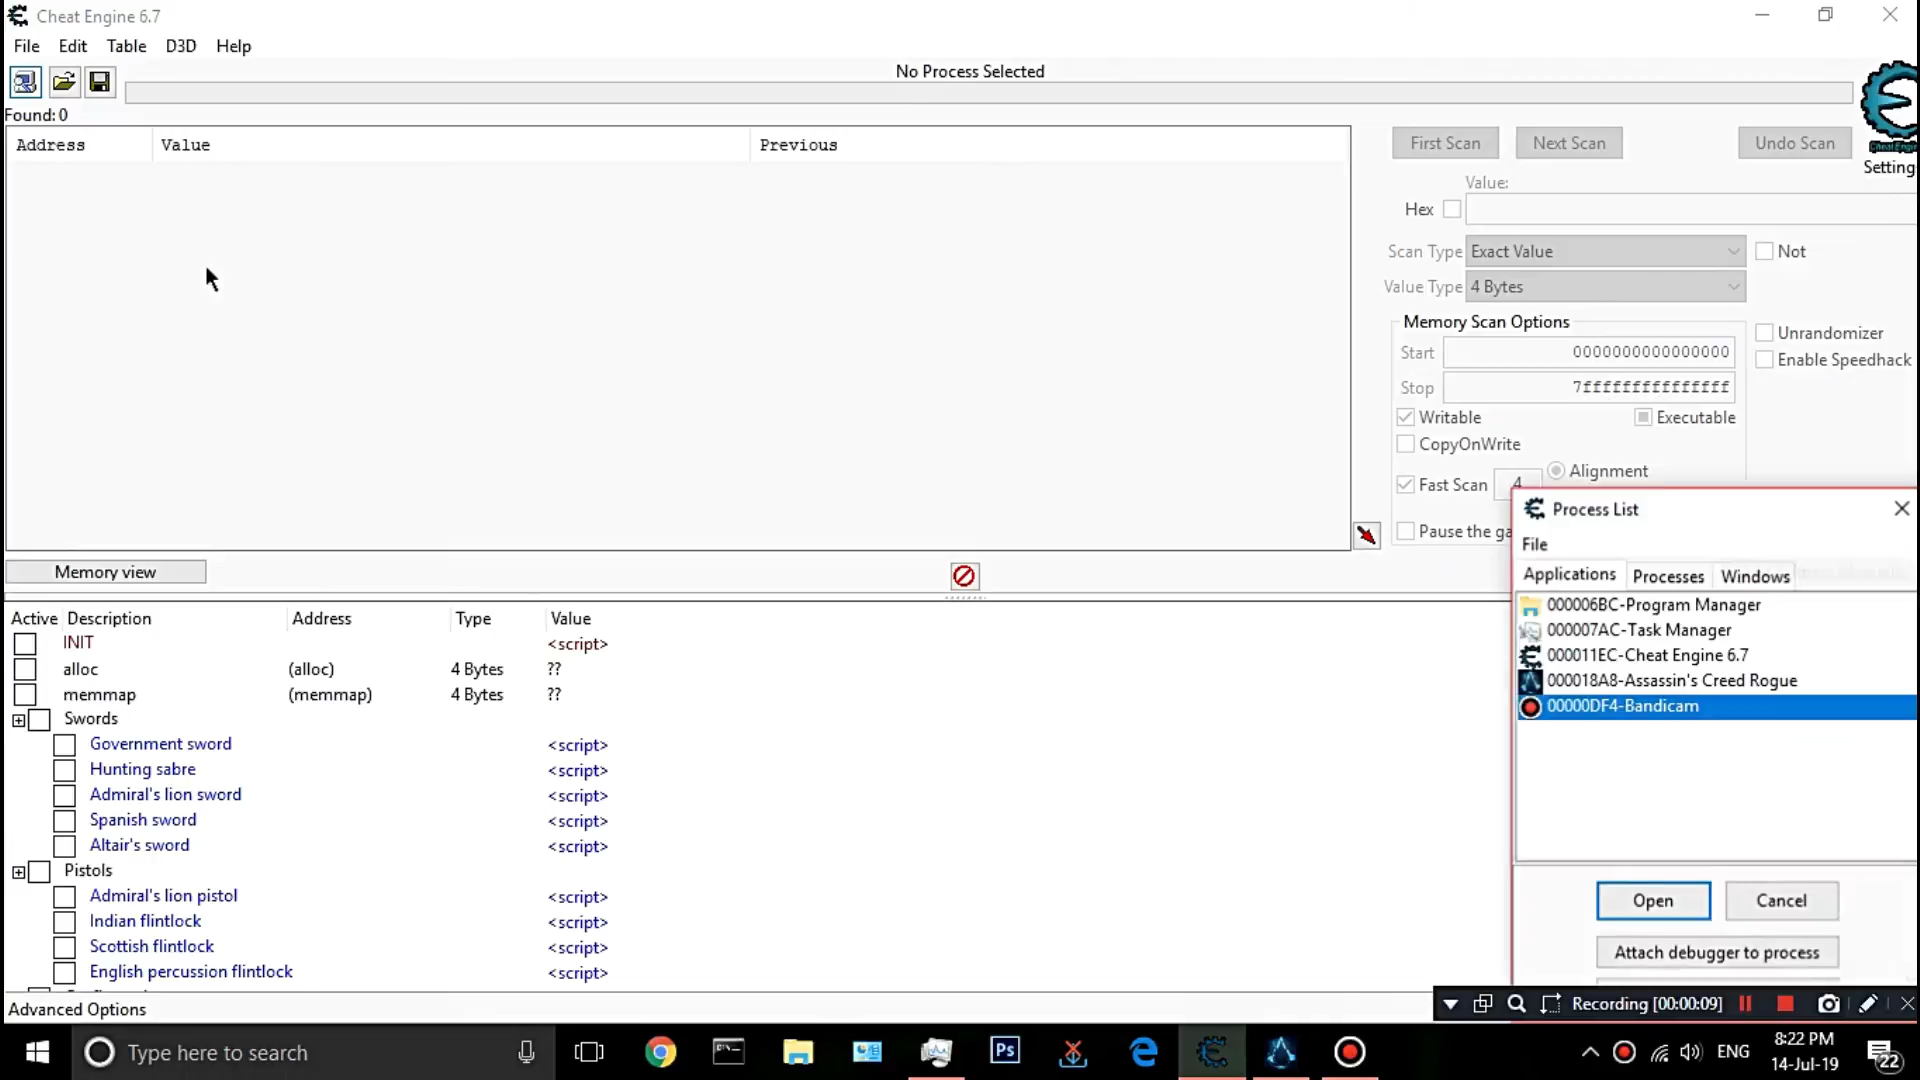 Cheat Engine 6.7
File Edit Table D3D Help
No Process Selected
Found: 0
Address Value Previous
First Scan Next Scan Undo Scan
Cheat Engin
Setting
Value:
Hex
Scan Type Exact Value Not
Value Type 4 Bytes
Memory Scan Options
Start 0000000000000000
Unrandomizer
Enable Speedhack
Stop 7fffffffffffffff
Writable Executable
CopyOnWrite
Fast Scan 4 Alignment
Pause the ga
Memory view
Process List
File
Applications Processes Windows
000006BC-Program Manager
000007AC-Task Manager
000011EC-Cheat Engine 6.7
000018A8-Assassin's Creed Rogue
00000DF4-Bandicam
Open Cancel
Attach debugger to process
Active Description Address Type Value
INIT <script>
alloc (alloc) 4 Bytes ??
memmap (memmap) 4 Bytes ??
Swords
Government sword <script>
Hunting sabre <script>
Admiral's lion sword <script>
Spanish sword <script>
Altair's sword <script>
Pistols
Admiral's lion pistol <script>
Indian flintlock <script>
Scottish flintlock <script>
English percussion flintlock <script>
Advanced Options
Recording [00:00:09]
Type here to search
Ps
ENG
8:22 PM
14-Jul-19
22